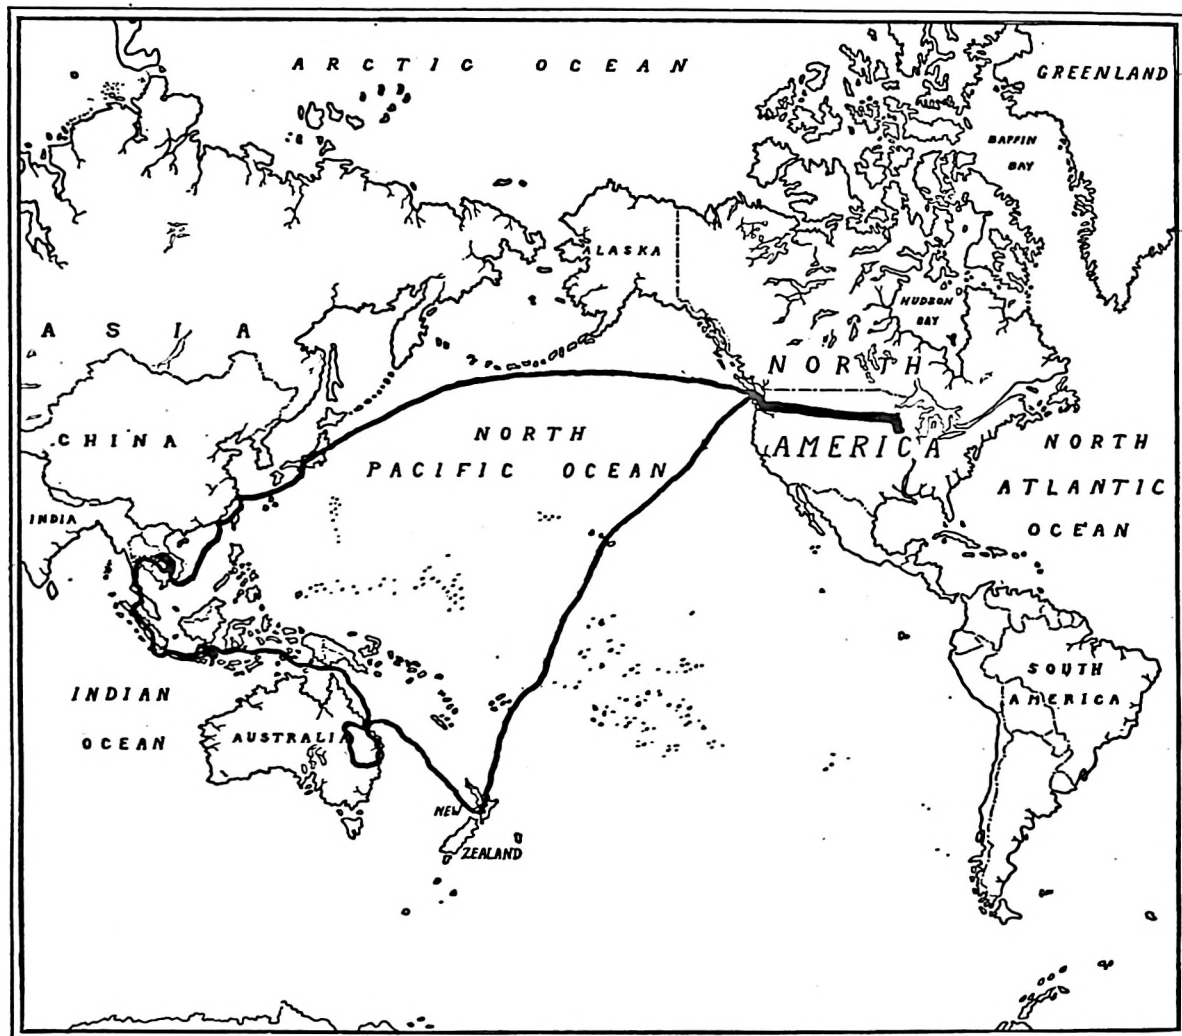 ARCTIC OCEAN
GREENLAND
BAFFIN
BAY
ALASKA
HUDSON
BAY
ASIA
NORTH
AMERICA
CHINA
NORTH
PACIFIC OCEAN
NORTH
ATLANTIC
OCEAN
INDIA
INDIAN
OCEAN
AUSTRALIA
SOUTH
AMERICA
NEW
ZEALAND